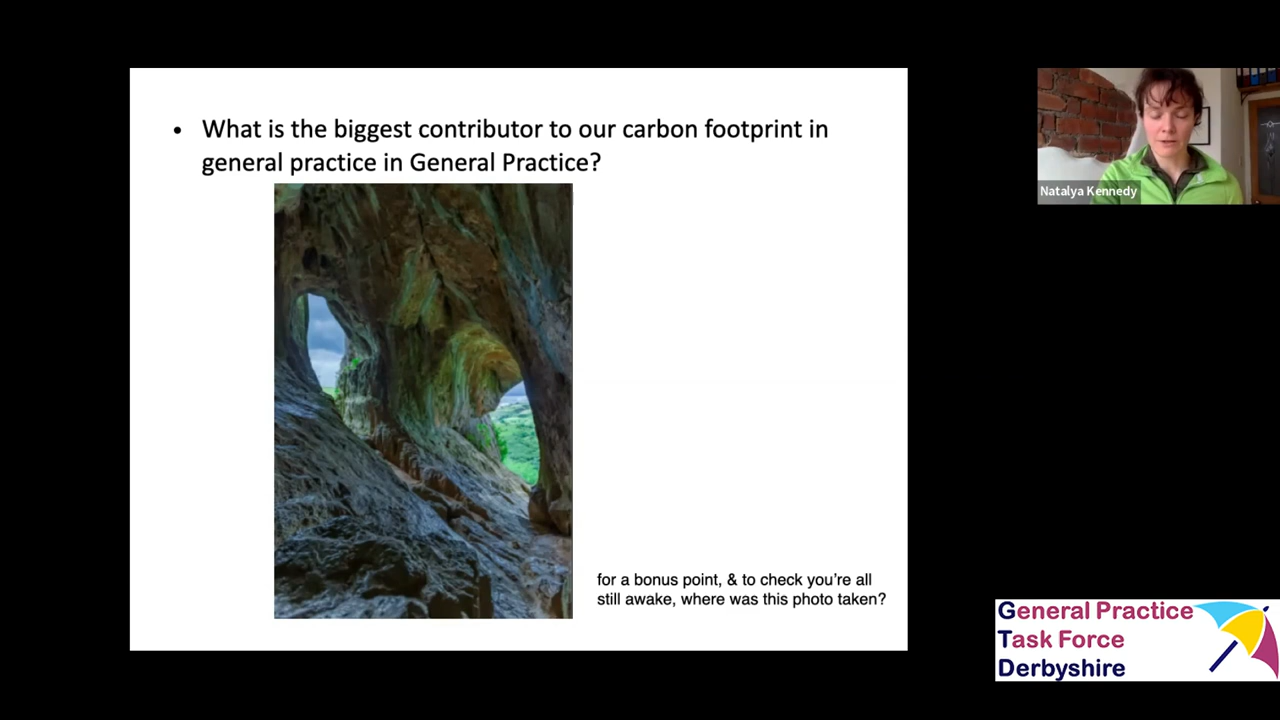 • What is the biggest contributor to our carbon footprint in
general practice in General Practice?
for a bonus point, & to check you're all
still awake, where was this photo taken?
Natalya Kennedy
General Practice
Task Force
Derbyshire